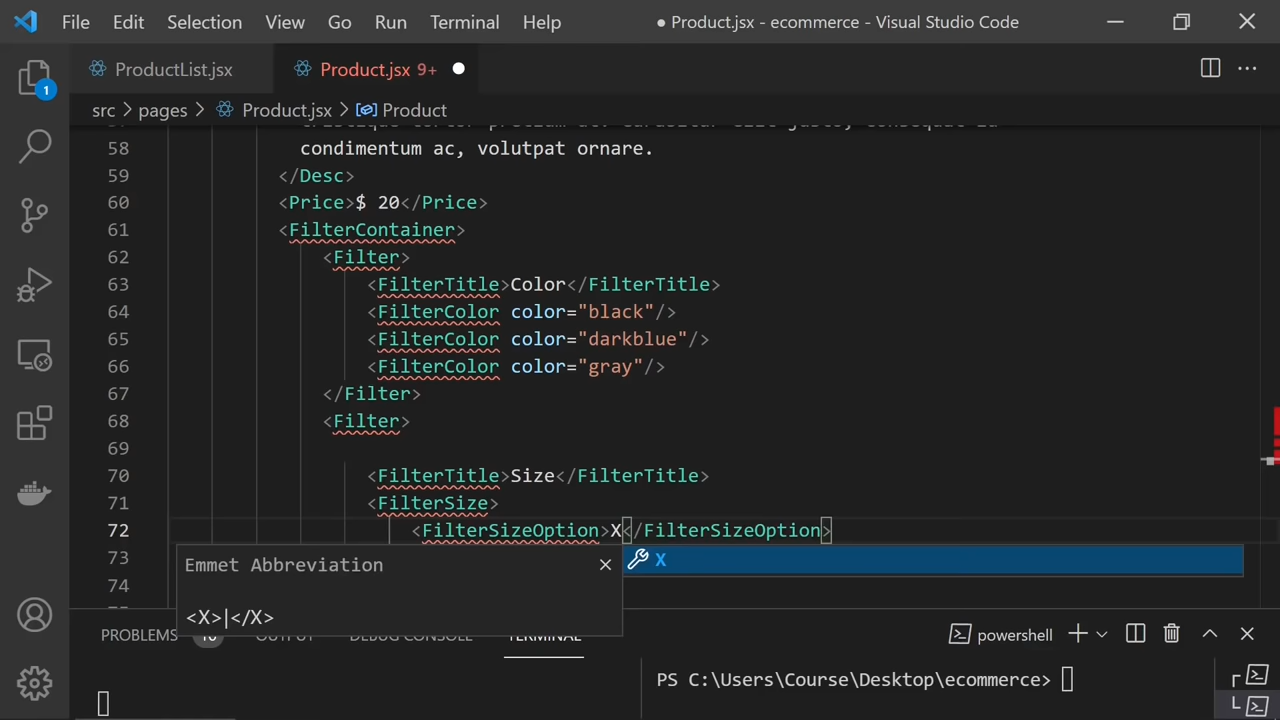 File Edit Selection View Go Run Terminal Help ● Product.jsx - ecommerce - Visual Studio Code
ProductList.jsx Product.jsx 9+
1
src > pages > Product.jsx > Product
58 condimentum ac, volutpat ornare.
59 </Desc>
60 <Price>$ 20</Price>
61 <FilterContainer>
62 <Filter>
63 <FilterTitle>Color</FilterTitle>
64 <FilterColor color="black"/>
65 <FilterColor color="darkblue"/>
66 <FilterColor color="gray"/>
67 </Filter>
68 <Filter>
69
70 <FilterTitle>Size</FilterTitle>
71 <FilterSize>
72 <FilterSizeOption>X</FilterSizeOption>
73 Emmet Abbreviation X
74
<X>|</X>
PROBLEMS OUTPUT DEBUG CONSOLE TERMINAL powershell
PS C:\Users\Course\Desktop\ecommerce>